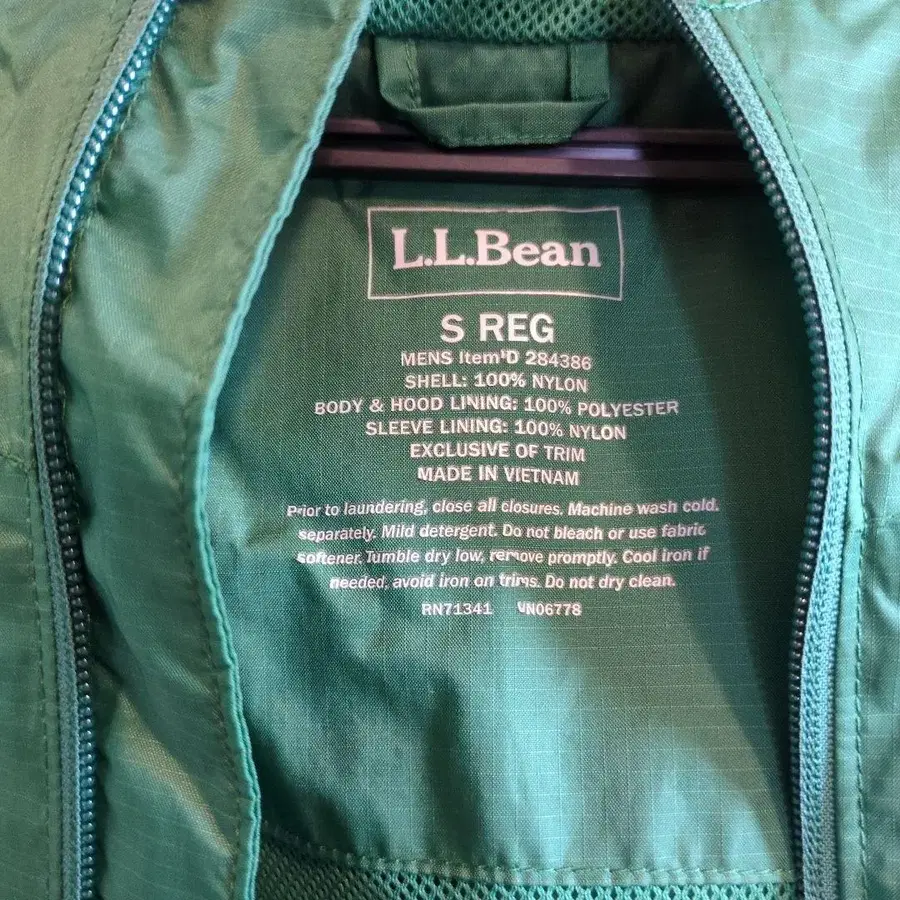 L.L.Bean
S REG
MENS Item ID 284386
SHELL: 100% NYLON
BODY & HOOD LINING: 100% POLYESTER
SLEEVE LINING: 100% NYLON
EXCLUSIVE OF TRIM
MADE IN VIETNAM
Prior to laundering, close all closures. Machine wash cold,
separately. Mild detergent. Do not bleach or use fabric
softener. Tumble dry low, remove promptly. Cool iron if
needed, avoid iron on trims. Do not dry clean.
RN71341 VN06778